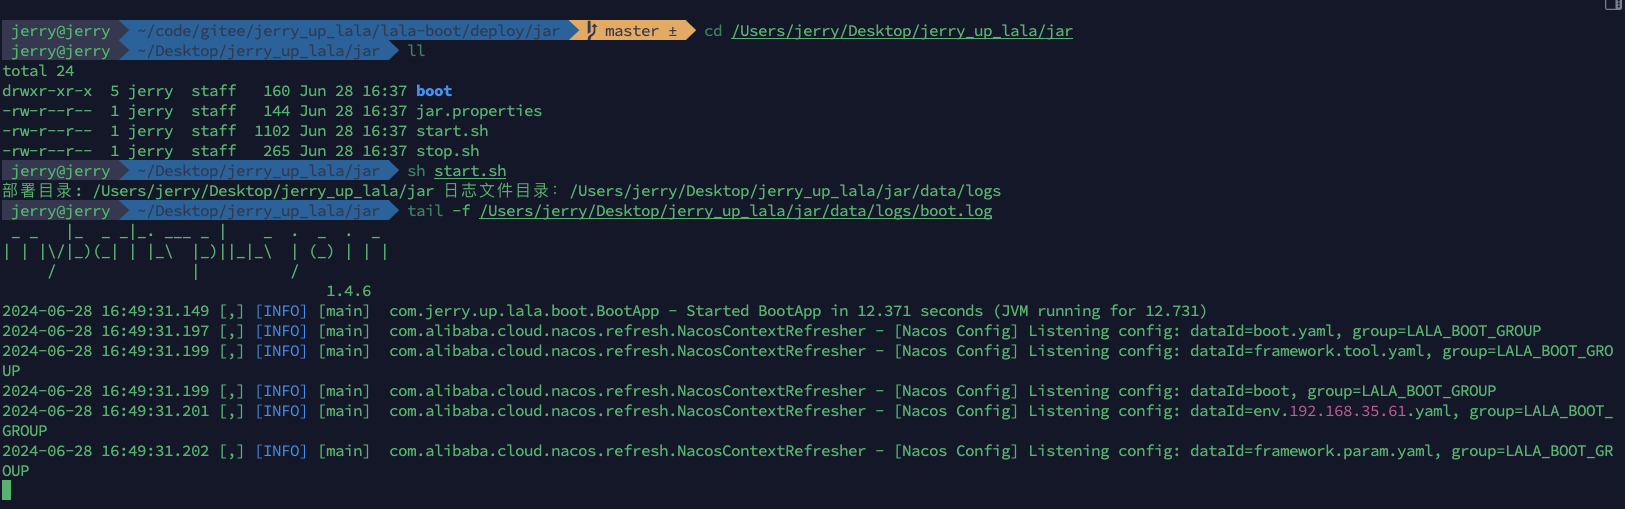 jerry@jerry ~/code/gitee/jerry_up_lala/lala-boot/deploy/jar master ± cd /Users/jerry/Desktop/jerry_up_lala/jar
jerry@jerry ~/Desktop/jerry_up_lala/jar ll
total 24
drwxr-xr-x  5 jerry  staff   160 Jun 28 16:37 boot
-rw-r--r--  1 jerry  staff   144 Jun 28 16:37 jar.properties
-rw-r--r--  1 jerry  staff  1102 Jun 28 16:37 start.sh
-rw-r--r--  1 jerry  staff   265 Jun 28 16:37 stop.sh
jerry@jerry ~/Desktop/jerry_up_lala/jar sh start.sh
部署目录: /Users/jerry/Desktop/jerry_up_lala/jar 日志文件目录: /Users/jerry/Desktop/jerry_up_lala/jar/data/logs
jerry@jerry ~/Desktop/jerry_up_lala/jar tail -f /Users/jerry/Desktop/jerry_up_lala/jar/data/logs/boot.log
 _ _   |_  _ _|_. ___ _ |    _  .  _  .  _
| | |\/|_)(_| | |_\  |_)||_|_\  | (_) | | |
     /               |          /
                                    1.4.6
2024-06-28 16:49:31.149 [,] [INFO] [main]  com.jerry.up.lala.boot.BootApp - Started BootApp in 12.371 seconds (JVM running for 12.731)
2024-06-28 16:49:31.197 [,] [INFO] [main]  com.alibaba.cloud.nacos.refresh.NacosContextRefresher - [Nacos Config] Listening config: dataId=boot.yaml, group=LALA_BOOT_GROUP
2024-06-28 16:49:31.199 [,] [INFO] [main]  com.alibaba.cloud.nacos.refresh.NacosContextRefresher - [Nacos Config] Listening config: dataId=framework.tool.yaml, group=LALA_BOOT_GRO
UP
2024-06-28 16:49:31.199 [,] [INFO] [main]  com.alibaba.cloud.nacos.refresh.NacosContextRefresher - [Nacos Config] Listening config: dataId=boot, group=LALA_BOOT_GROUP
2024-06-28 16:49:31.201 [,] [INFO] [main]  com.alibaba.cloud.nacos.refresh.NacosContextRefresher - [Nacos Config] Listening config: dataId=env.192.168.35.61.yaml, group=LALA_BOOT_
GROUP
2024-06-28 16:49:31.202 [,] [INFO] [main]  com.alibaba.cloud.nacos.refresh.NacosContextRefresher - [Nacos Config] Listening config: dataId=framework.param.yaml, group=LALA_BOOT_GR
OUP